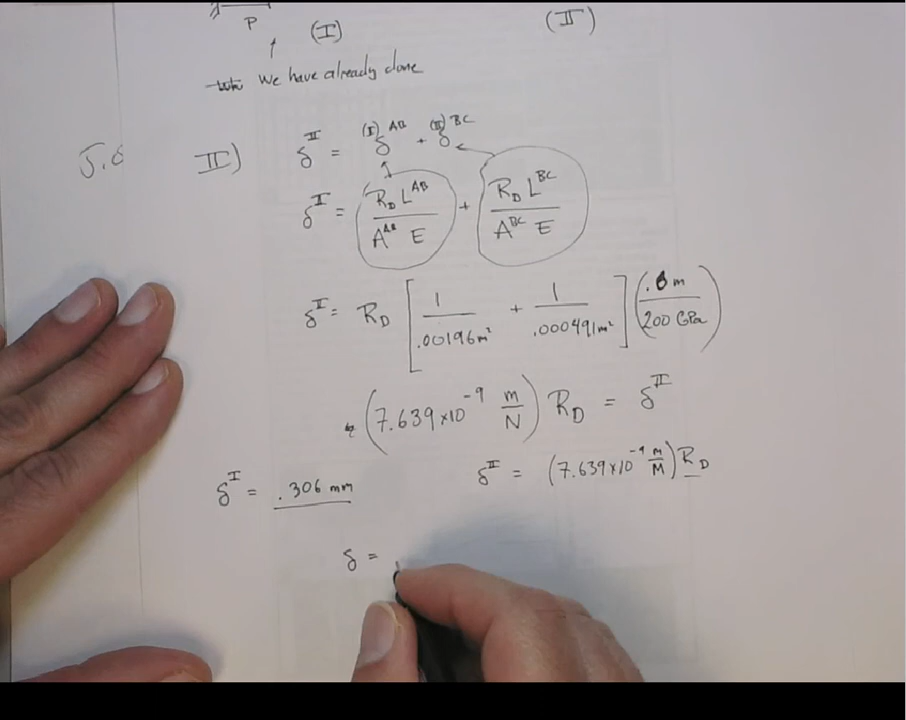 P (I) (II)
We have already done
5.6 II) δ^II = (I)δ^AB + (II)δ^BC
δ^I = R_D L^AB / A^AB E + R_D L^BC / A^BC E
δ^I = R_D [ 1 / .00196m² + 1 / .000491m² ] ( .6 m / 200 GPa )
( 7.639×10^-9 m/N ) R_D = δ^II
δ^I = .306 mm δ^II = (7.639×10^-9 m/M) R_D
δ =